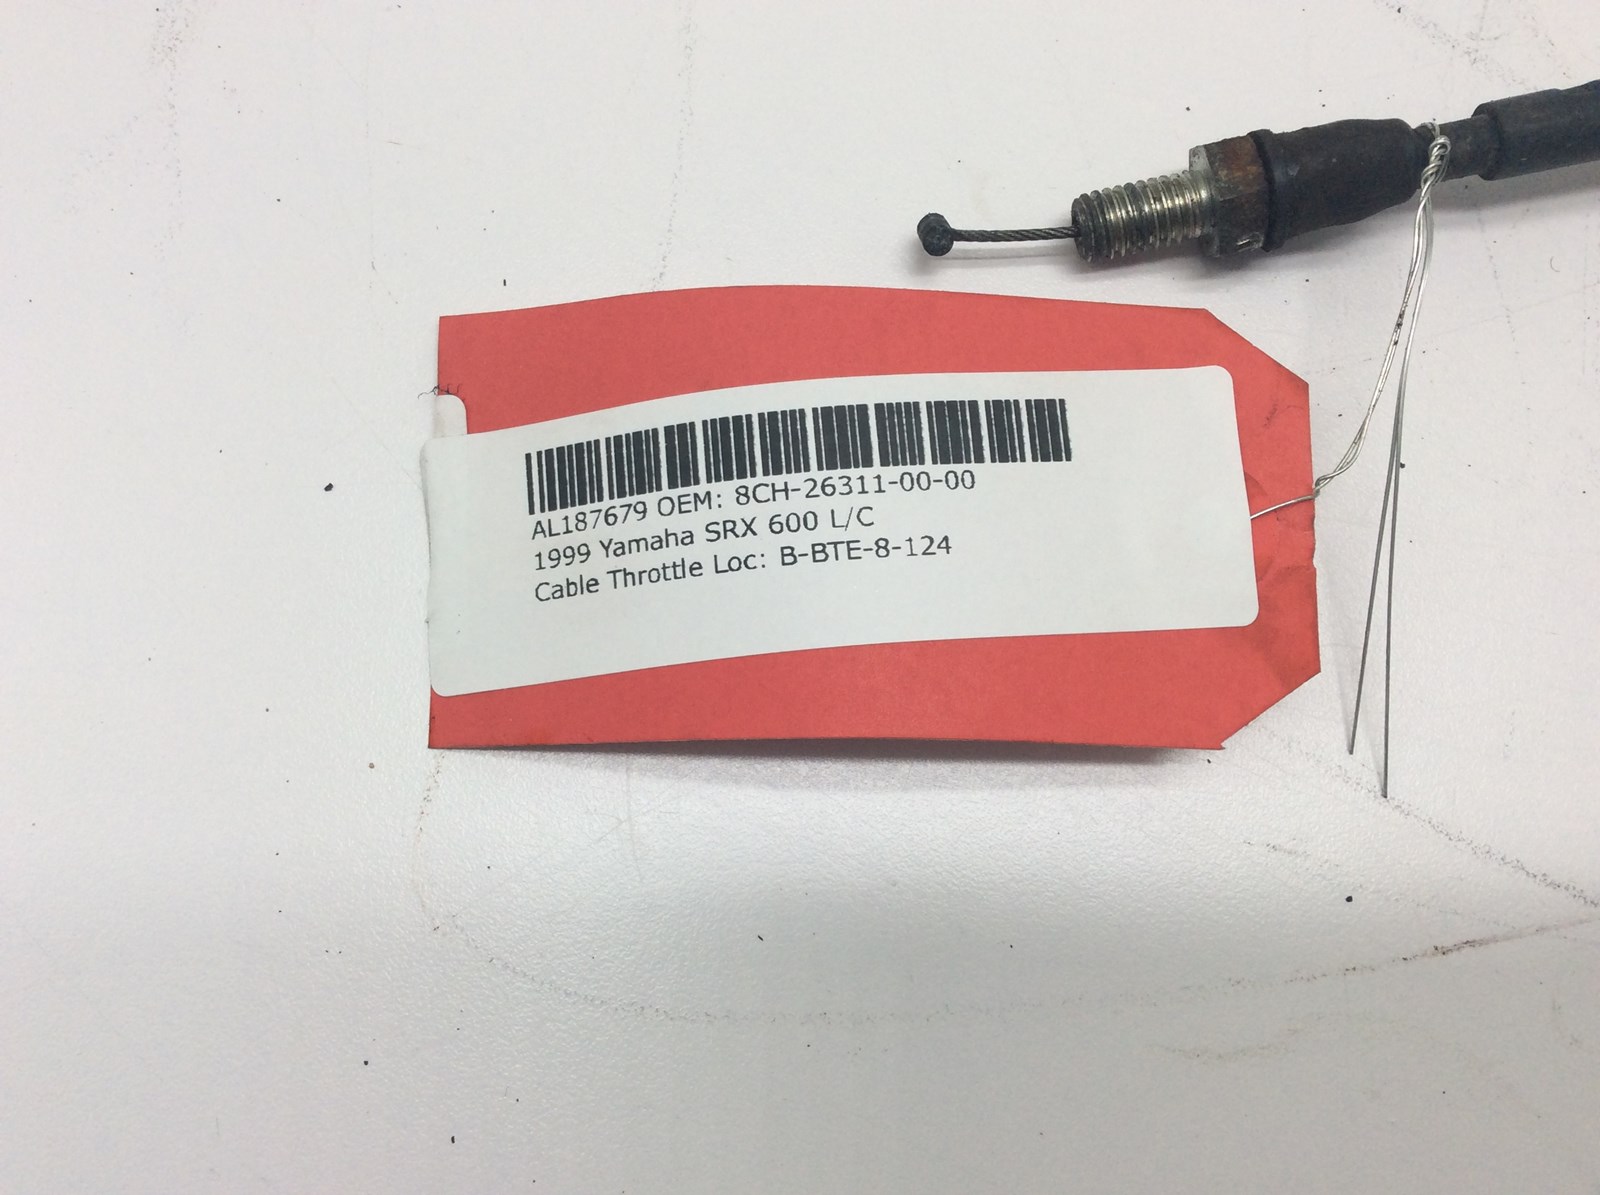 AL187679 OEM: 8CH-26311-00-00
1999 Yamaha SRX 600 L/C
Cable Throttle Loc: B-BTE-8-124